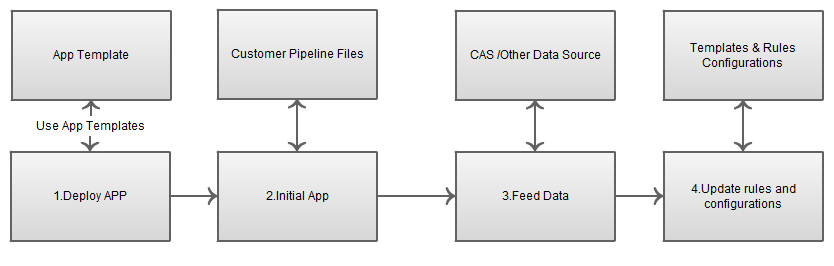 App Template
Customer Pipeline Files
CAS /Other Data Source
Templates & Rules
Configurations
Use App Templates
1.Deploy APP
2.Initial App
3.Feed Data
4.Update rules and
configurations